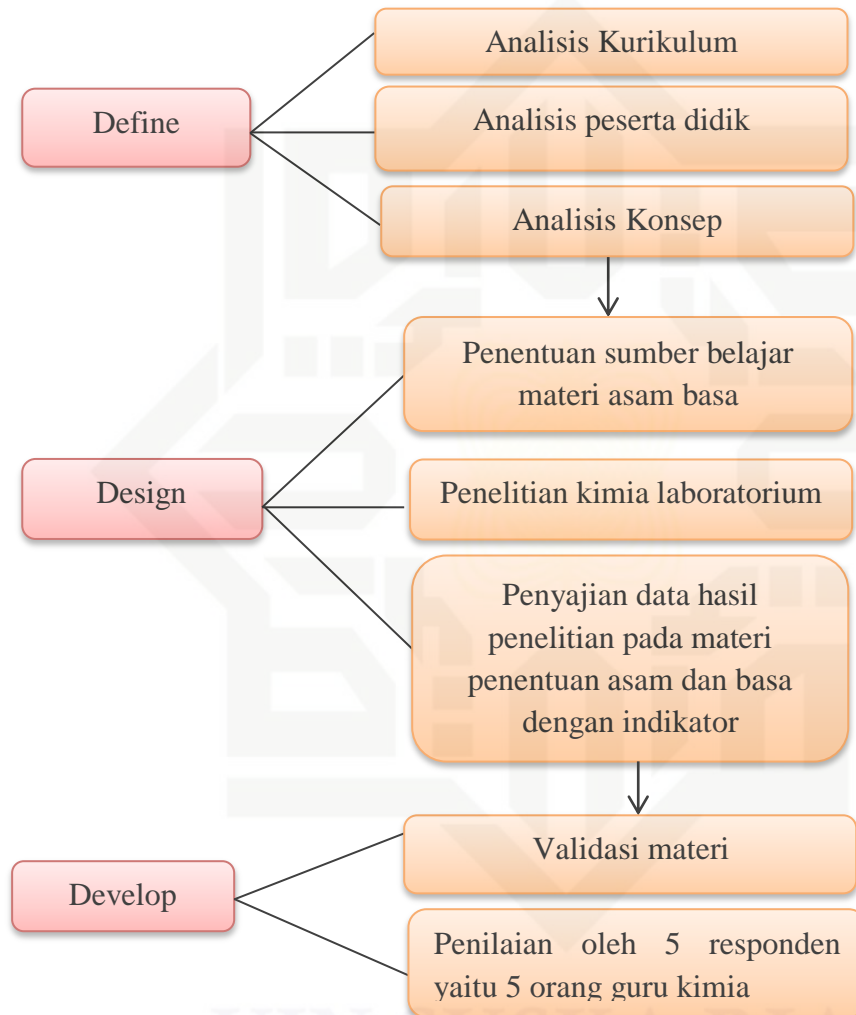 Analisis Kurikulum
Define
Analisis peserta didik
Analisis Konsep
Penentuan sumber belajar
materi asam basa
Design
Penelitian kimia laboratorium
Penyajian data hasil
penelitian pada materi
penentuan asam dan basa
dengan indikator
Validasi materi
Develop
Penilaian oleh 5 responden
yaitu 5 orang guru kimia